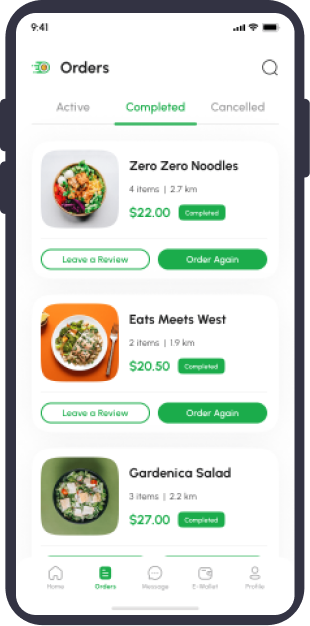 9:41
Orders
Active Completed Cancelled
Zero Zero Noodles
4 items | 2.7 km
$22.00 Completed
Leave a Review Order Again
Eats Meets West
2 items | 1.9 km
$20.50 Completed
Leave a Review Order Again
Gardenica Salad
3 items | 2.2 km
$27.00 Completed
Home Orders Message E-Wallet Profile